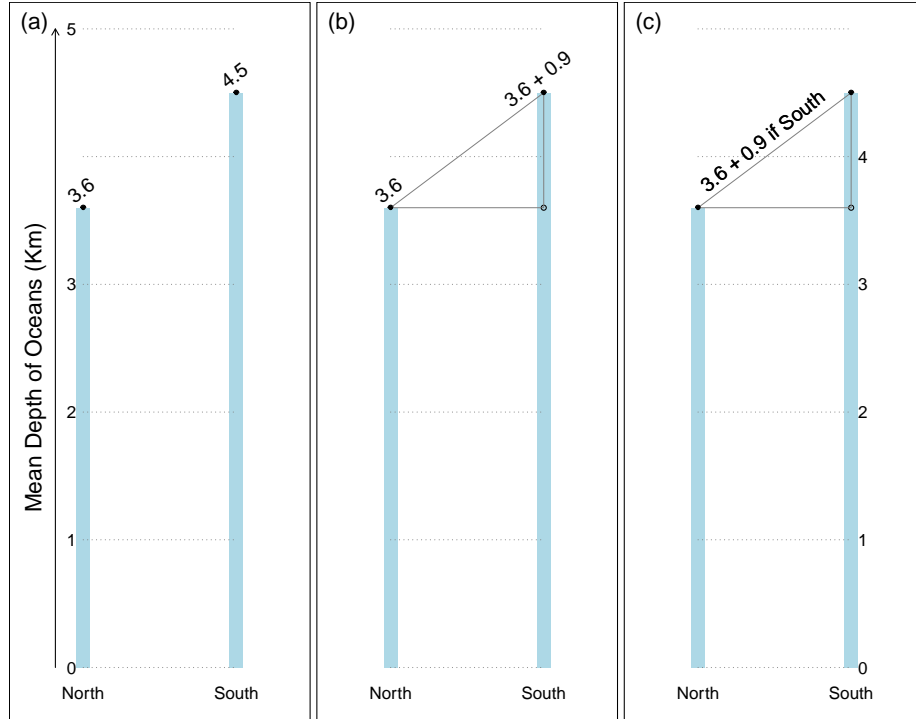 (a)
Mean Depth of Oceans (Km)
5
3
2
1
0
3.6
4.5
North
South
(b)
3.6
3.6 + 0.9
North
South
(c)
3.6 + 0.9 if South
4
3
2
1
0
North
South